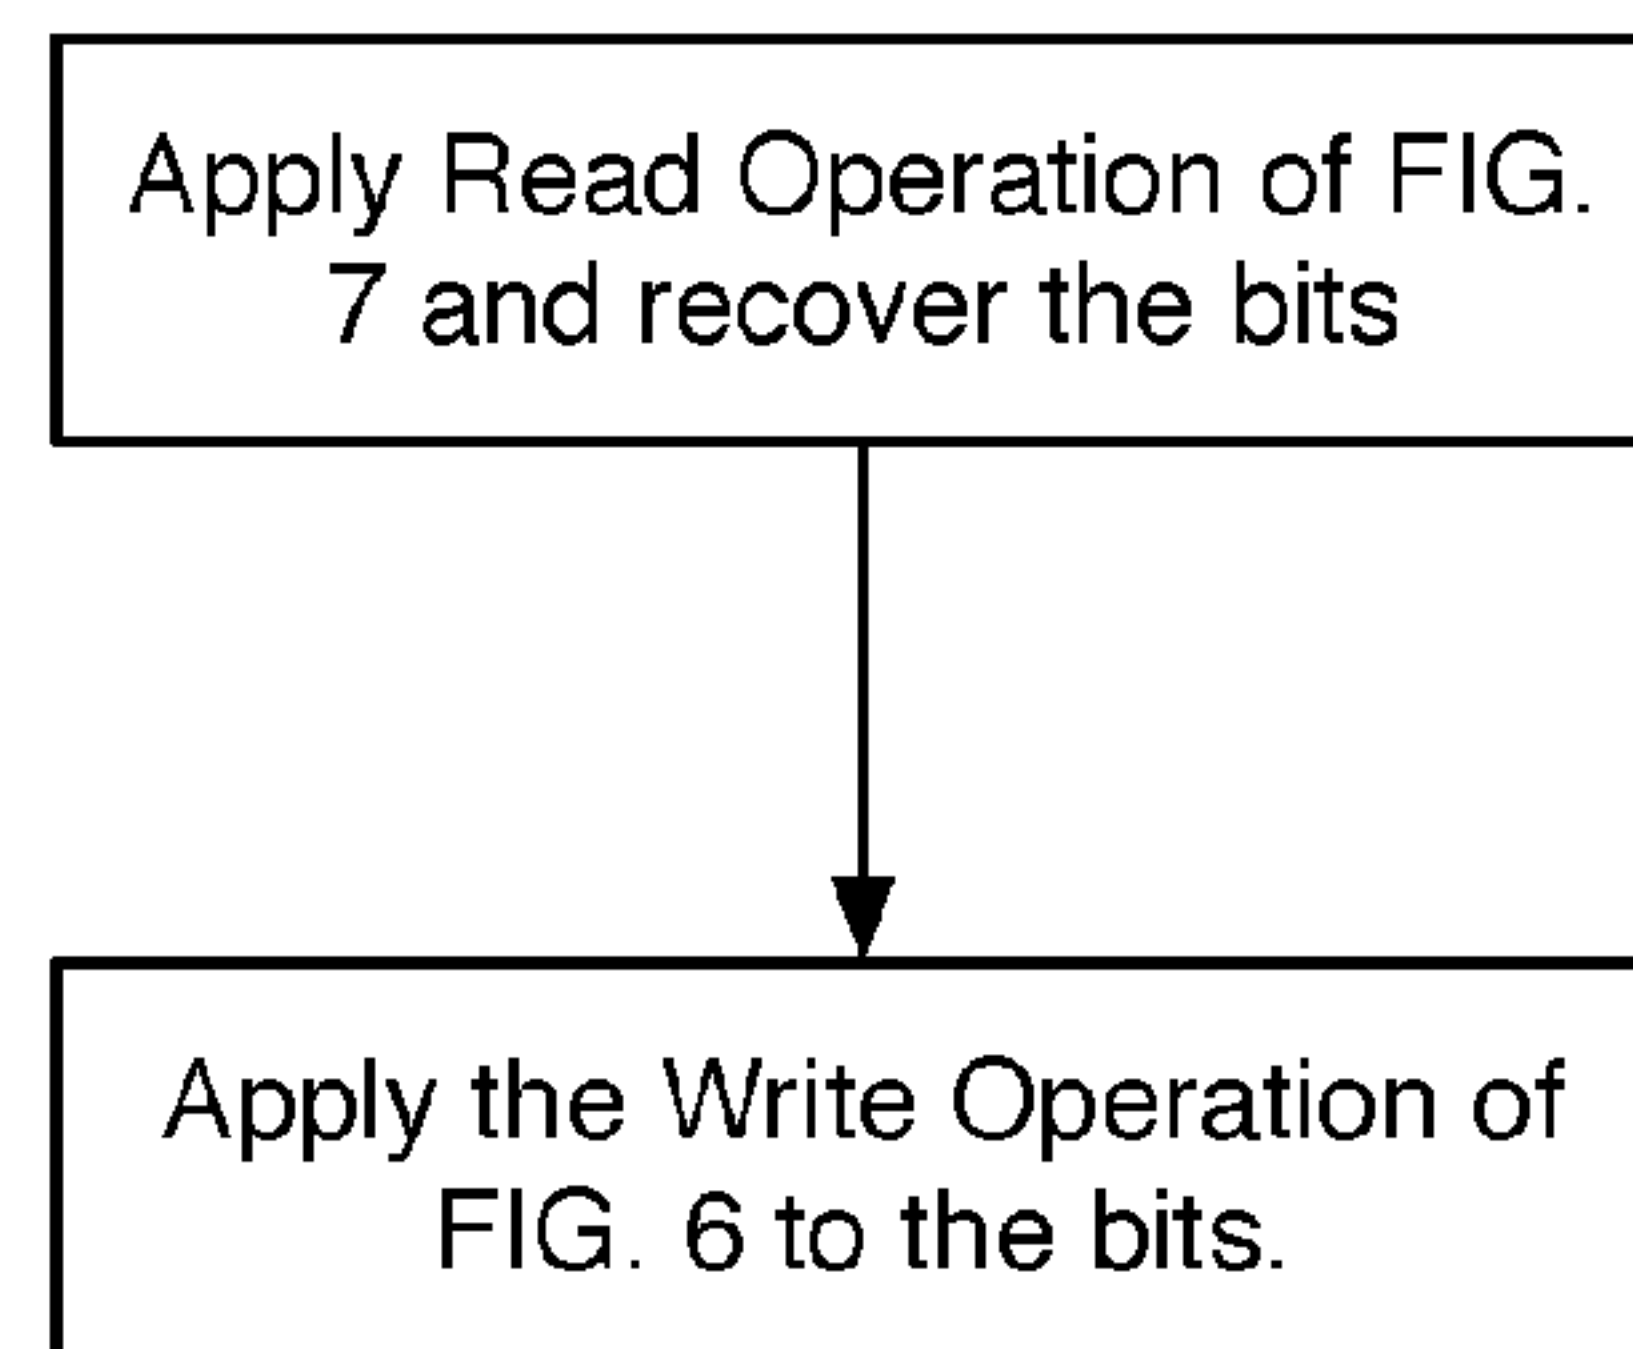 Apply Read Operation of FIG.
7 and recover the bits
Apply the Write Operation of
FIG. 6 to the bits.